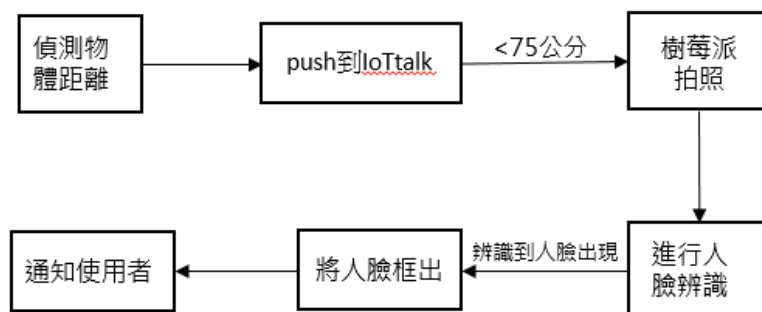 偵測物
體距離
push到IoTtalk
<75公分
樹莓派
拍照
進行人
臉辨識
辨識到人臉出現
將人臉框出
通知使用者